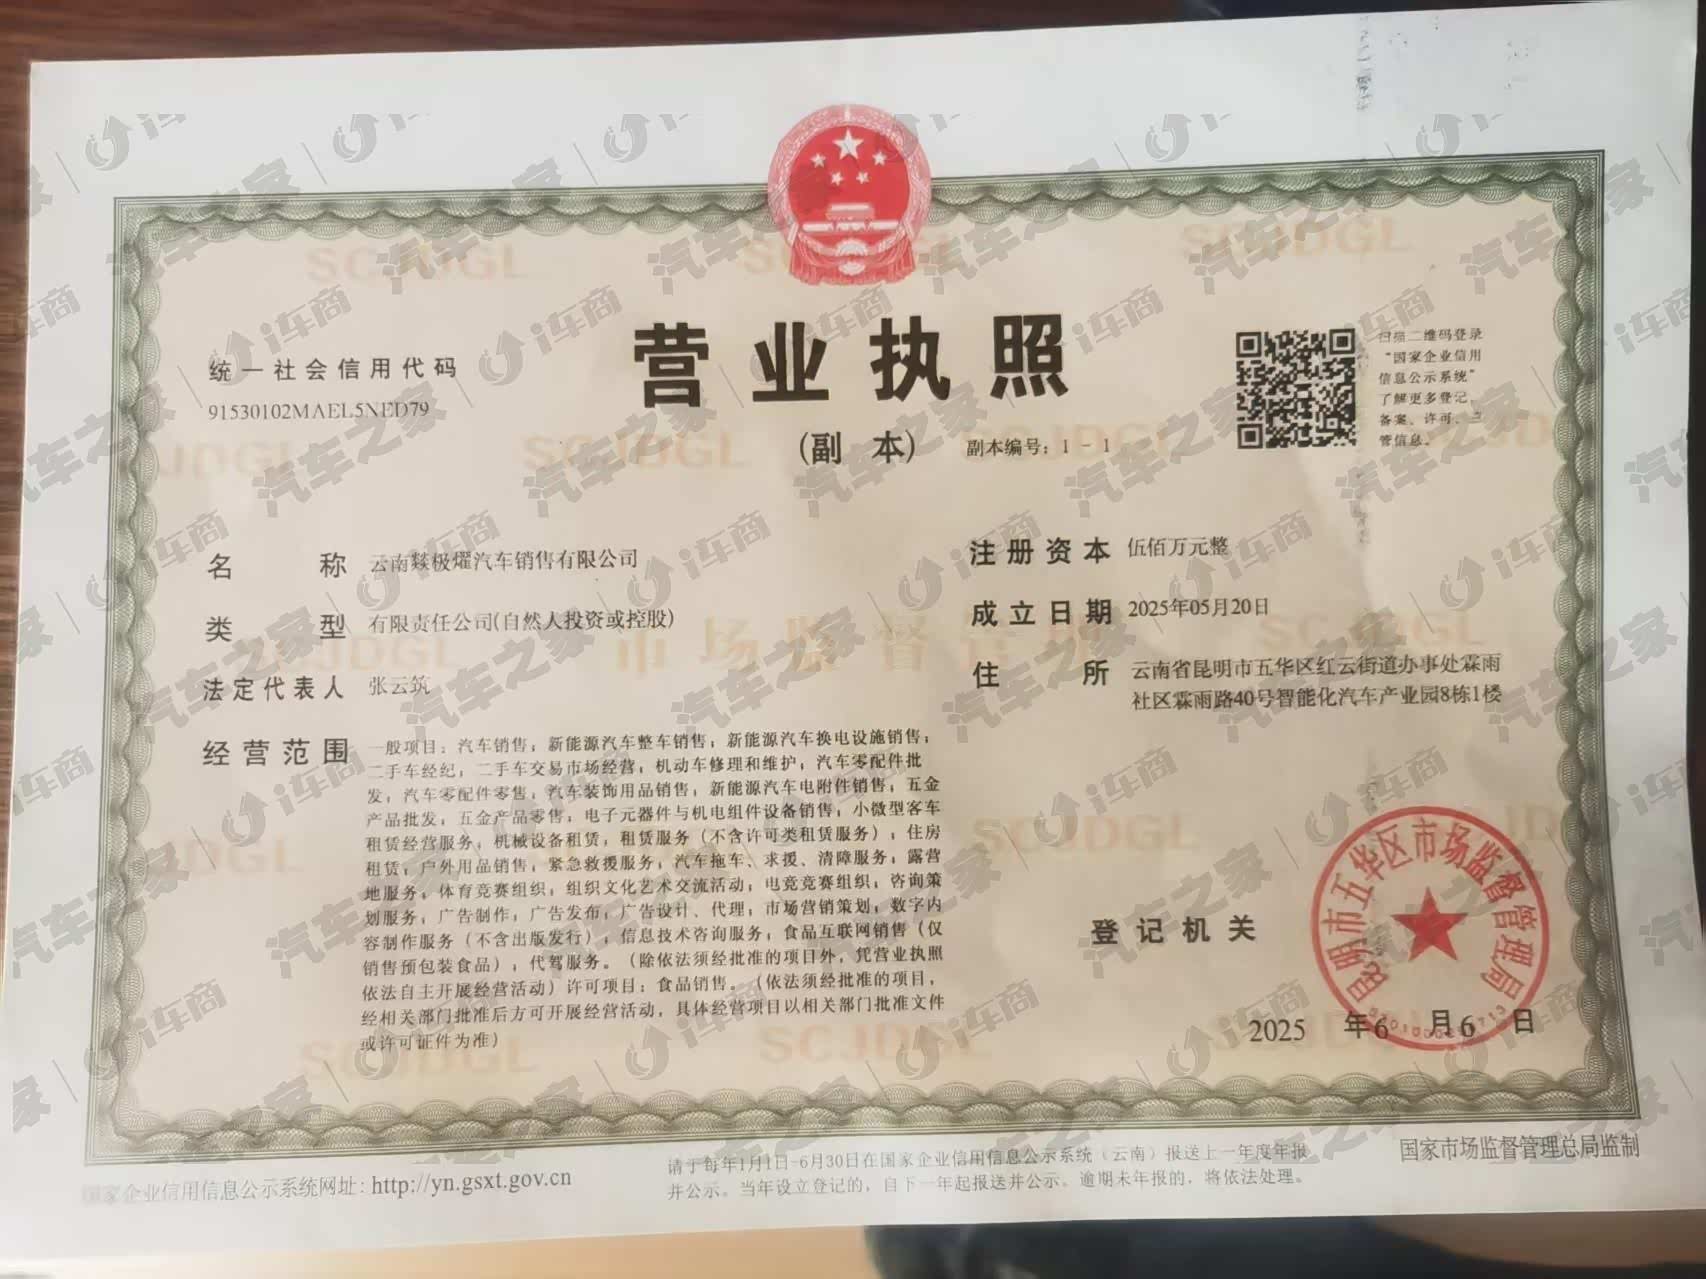 营业执照
(副 本) 副本编号：1 - 1
统一社会信用代码
91530102MAEL5NED79
扫描二维码登录
“国家企业信用
信息公示系统”
了解更多登记、
备案、许可、监
管信息。
名 称 云南燚极燿汽车销售有限公司
类 型 有限责任公司(自然人投资或控股)
法定代表人 张云筑
经营范围 一般项目：汽车销售；新能源汽车整车销售；新能源汽车换电设施销售；
二手车经纪；二手车交易市场经营；机动车修理和维护；汽车零配件批
发；汽车零配件零售；汽车装饰用品销售；新能源汽车电附件销售；五金
产品批发；五金产品零售；电子元器件与机电组件设备销售；小微型客车
租赁经营服务；机械设备租赁；租赁服务（不含许可类租赁服务）；住房
租赁；户外用品销售；紧急救援服务；汽车拖车、求援、清障服务；露营
地服务；体育竞赛组织；组织文化艺术交流活动；电竞竞赛组织；咨询策
划服务；广告制作；广告发布；广告设计、代理；市场营销策划；数字内
容制作服务（不含出版发行）；信息技术咨询服务；食品互联网销售（仅
销售预包装食品）；代驾服务。（除依法须经批准的项目外，凭营业执照
依法自主开展经营活动）许可项目：食品销售。（依法须经批准的项目，
经相关部门批准后方可开展经营活动，具体经营项目以相关部门批准文件
或许可证件为准）
注册资本 伍佰万元整
成立日期 2025年05月20日
住 所 云南省昆明市五华区红云街道办事处霖雨
社区霖雨路40号智能化汽车产业园8栋1楼
登记机关
昆明市五华区市场监督管理局
2025 年 6 月 6 日
国家企业信用信息公示系统网址：http://yn.gsxt.gov.cn
请于每年1月1日-6月30日在国家企业信用信息公示系统（云南）报送上一年度年报
并公示。当年设立登记的，自下一年起报送并公示。逾期未年报的，将依法处理。
国家市场监督管理总局监制
SCJDGL
汽车之家 | i车商